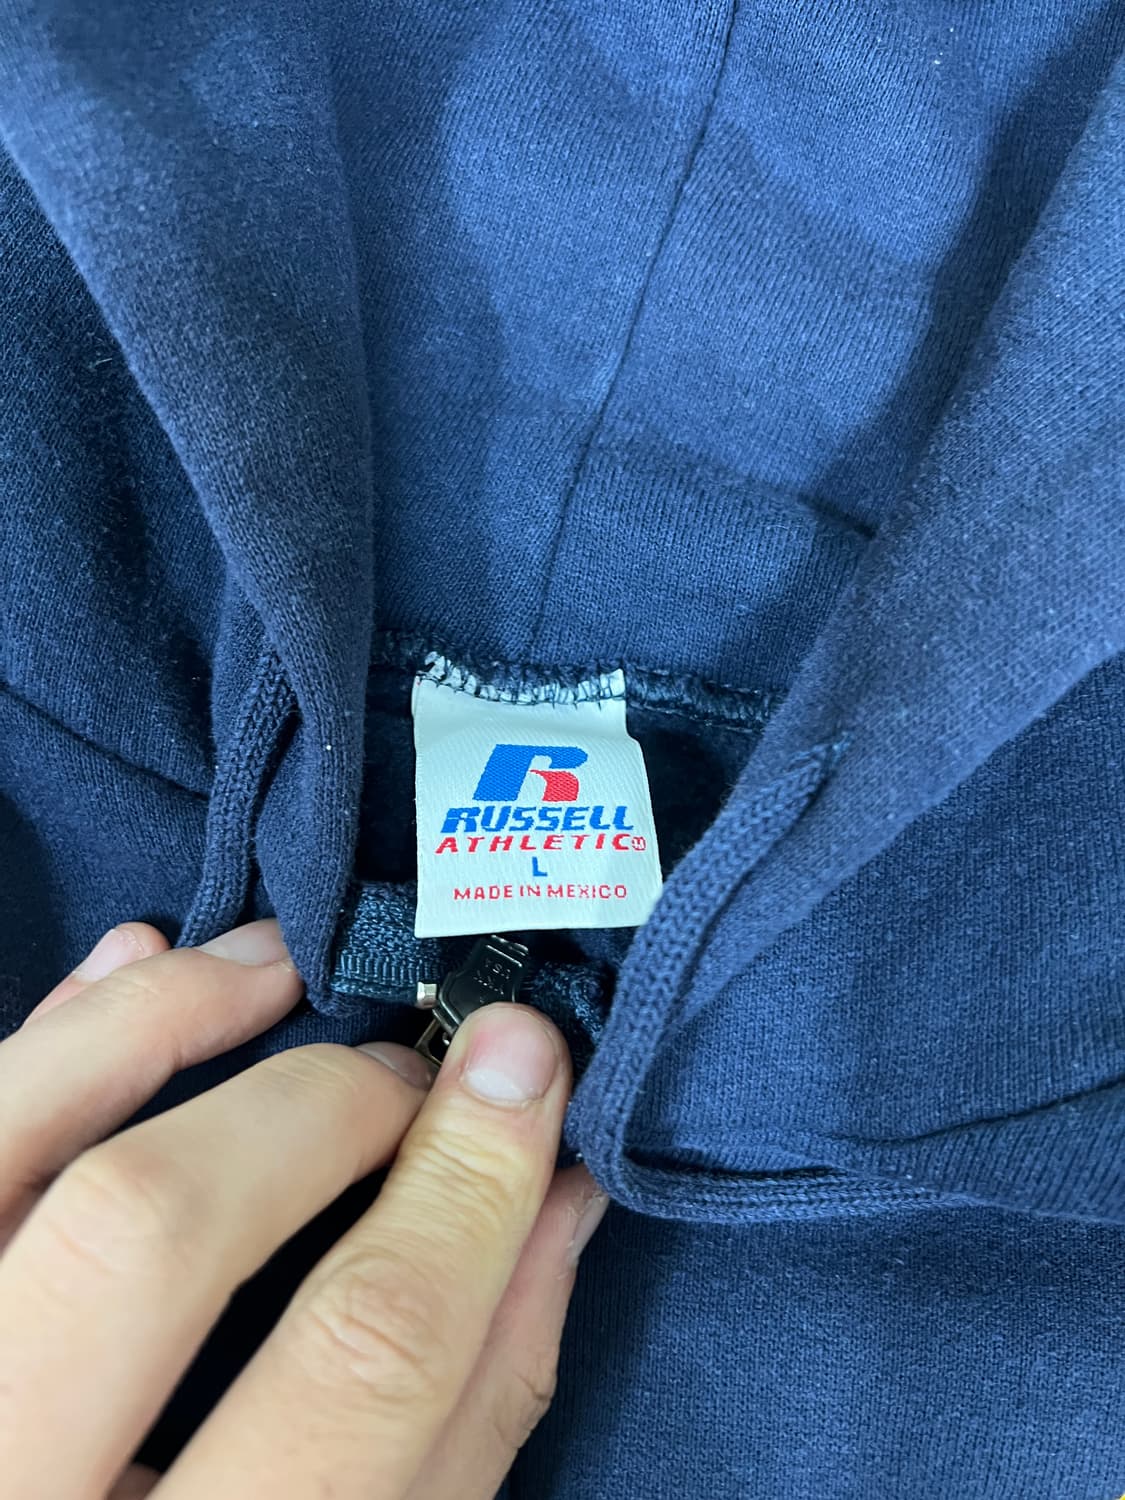 R
RUSSELL
ATHLETIC
L
MADE IN MEXICO